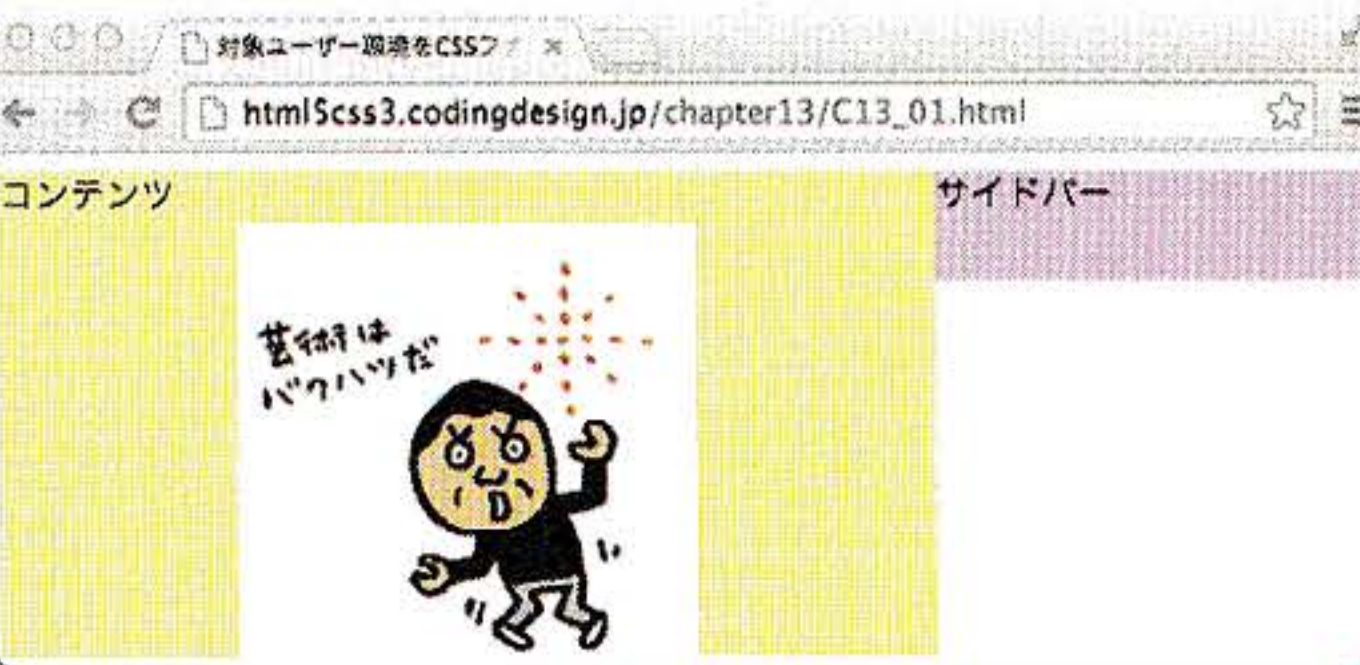 対象ユーザー環境をCSSフ
html5css3.codingdesign.jp/chapter13/C13_01.html
コンテンツ
サイドバー
芸術は
バクハツだ